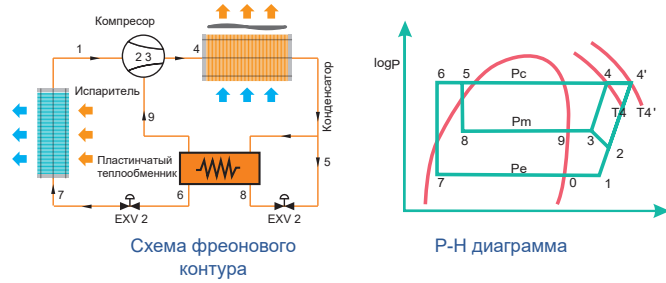 Компресор
1
2 3
4
Испаритель
9
Конденсатор
Пластинчатый
теплообменник
5
7
6
8
EXV 2
EXV 2
Схема фреонового
контура
logP
6
5
Pc
4
4'
T4
T4'
Pm
8
9
3
2
Pe
7
0
1
P-H диаграмма